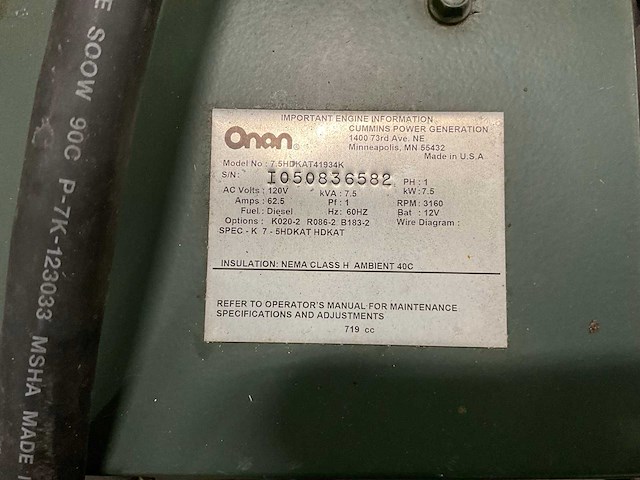 E SOOW 90C P-7K-123033 MSHA MADE
IMPORTANT ENGINE INFORMATION
Onan®
CUMMINS POWER GENERATION
1400 73rd Ave. NE
Minneapolis, MN 55432
Made in U.S.A
Model No : 7.5HDKAT41934K
S/N: I050836582 PH : 1
AC Volts : 120V kVA : 7.5 kW: 7.5
Amps : 62.5 Pf : 1 RPM : 3160
Fuel : Diesel Hz: 60HZ Bat : 12V
Options : K020-2 R086-2 B183-2 Wire Diagram :
SPEC - K 7 - 5HDKAT HDKAT
INSULATION: NEMA CLASS H AMBIENT 40C
REFER TO OPERATOR'S MANUAL FOR MAINTENANCE
SPECIFICATIONS AND ADJUSTMENTS
719 cc